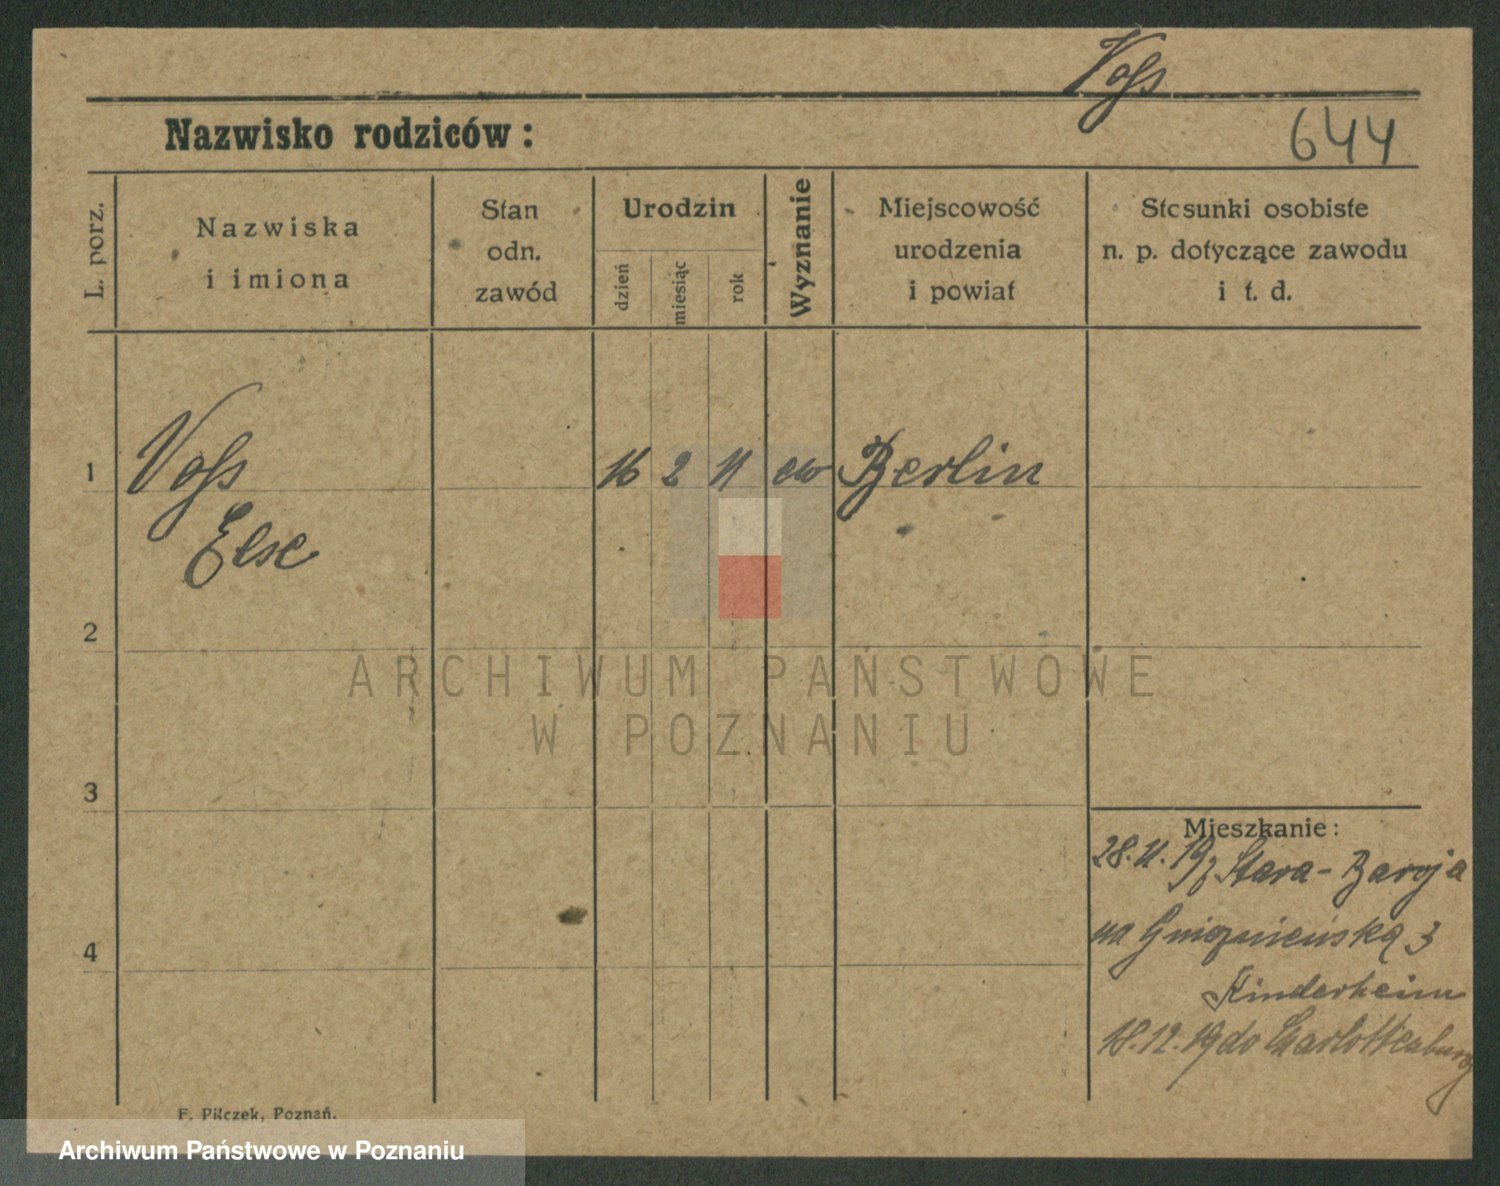 Voß
Nazwisko rodziców:
644
L. porz.
Nazwiska
i imiona
Stan
odn.
zawód
Urodzin
dzień
miesiąc
rok
Wyznanie
Miejscowość
urodzenia
i powiat
Stosunki osobiste
n. p. dotyczące zawodu
i t. d.
1
Voß
16 2 11 ew Berlin
Else
2
ARCHIWUM PAŃSTWOWE
W POZNANIU
3
Mieszkanie:
28.11.19 Stara-
na Gnieźnieńską 3
4
Kinderheim
18.12.19 do Charlottenburg
F. Pilczek, Poznań.
Archiwum Państwowe w Poznaniu